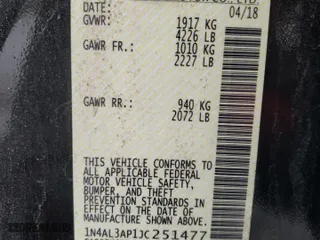 CO., LTD.
DATE: 04/18
GVWR: 1917 KG
4226 LB
GAWR FR.: 1010 KG
2227 LB
GAWR RR.: 940 KG
2072 LB
THIS VEHICLE CONFORMS TO
ALL APPLICABLE FEDERAL
MOTOR VEHICLE SAFETY,
BUMPER, AND THEFT
PREVENTION STANDARDS IN
EFFECT ON THE DATE OF
MANUFACTURE SHOWN ABOVE.
1N4AL3AP1JC251477